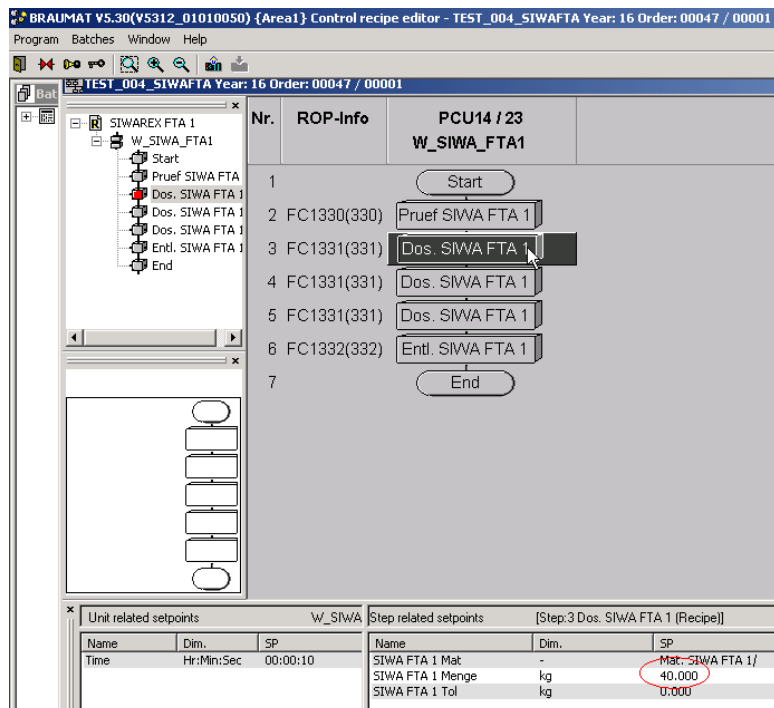 BRAUMAT V5.30(V5312_01010050) {Area1} Control recipe editor - TEST_004_SIWAFTA Year: 16 Order: 00047 / 00001
Program Batches Window Help
Bat
TEST_004_SIWAFTA Year: 16 Order: 00047 / 00001
SIWAREX FTA 1
W_SIWA_FTA1
Start
Pruef SIWA FTA
Dos. SIWA FTA 1
Dos. SIWA FTA 1
Dos. SIWA FTA 1
Entl. SIWA FTA 1
End
Nr. ROP-Info PCU14 / 23
W_SIWA_FTA1
1 Start
2 FC1330(330) Pruef SIWA FTA 1
3 FC1331(331) Dos. SIWA FTA 1
4 FC1331(331) Dos. SIWA FTA 1
5 FC1331(331) Dos. SIWA FTA 1
6 FC1332(332) Entl. SIWA FTA 1
7 End
Unit related setpoints W_SIWA
Name Dim. SP
Time Hr:Min:Sec 00:00:10
Step related setpoints [Step:3 Dos. SIWA FTA 1 (Recipe)]
Name Dim. SP
SIWA FTA 1 Mat - Mat. SIWA FTA 1/
SIWA FTA 1 Menge kg 40.000
SIWA FTA 1 Tol kg 0.000